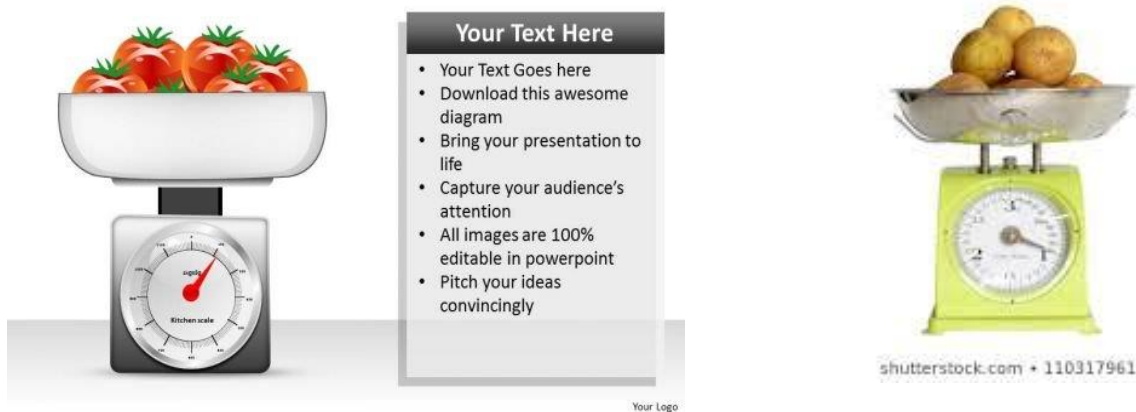 Your Text Here
• Your Text Goes here
• Download this awesome
diagram
• Bring your presentation to
life
• Capture your audience's
attention
• All images are 100%
editable in powerpoint
• Pitch your ideas
convincingly
Kitchen scale
Your Logo
shutterstock.com • 110317961